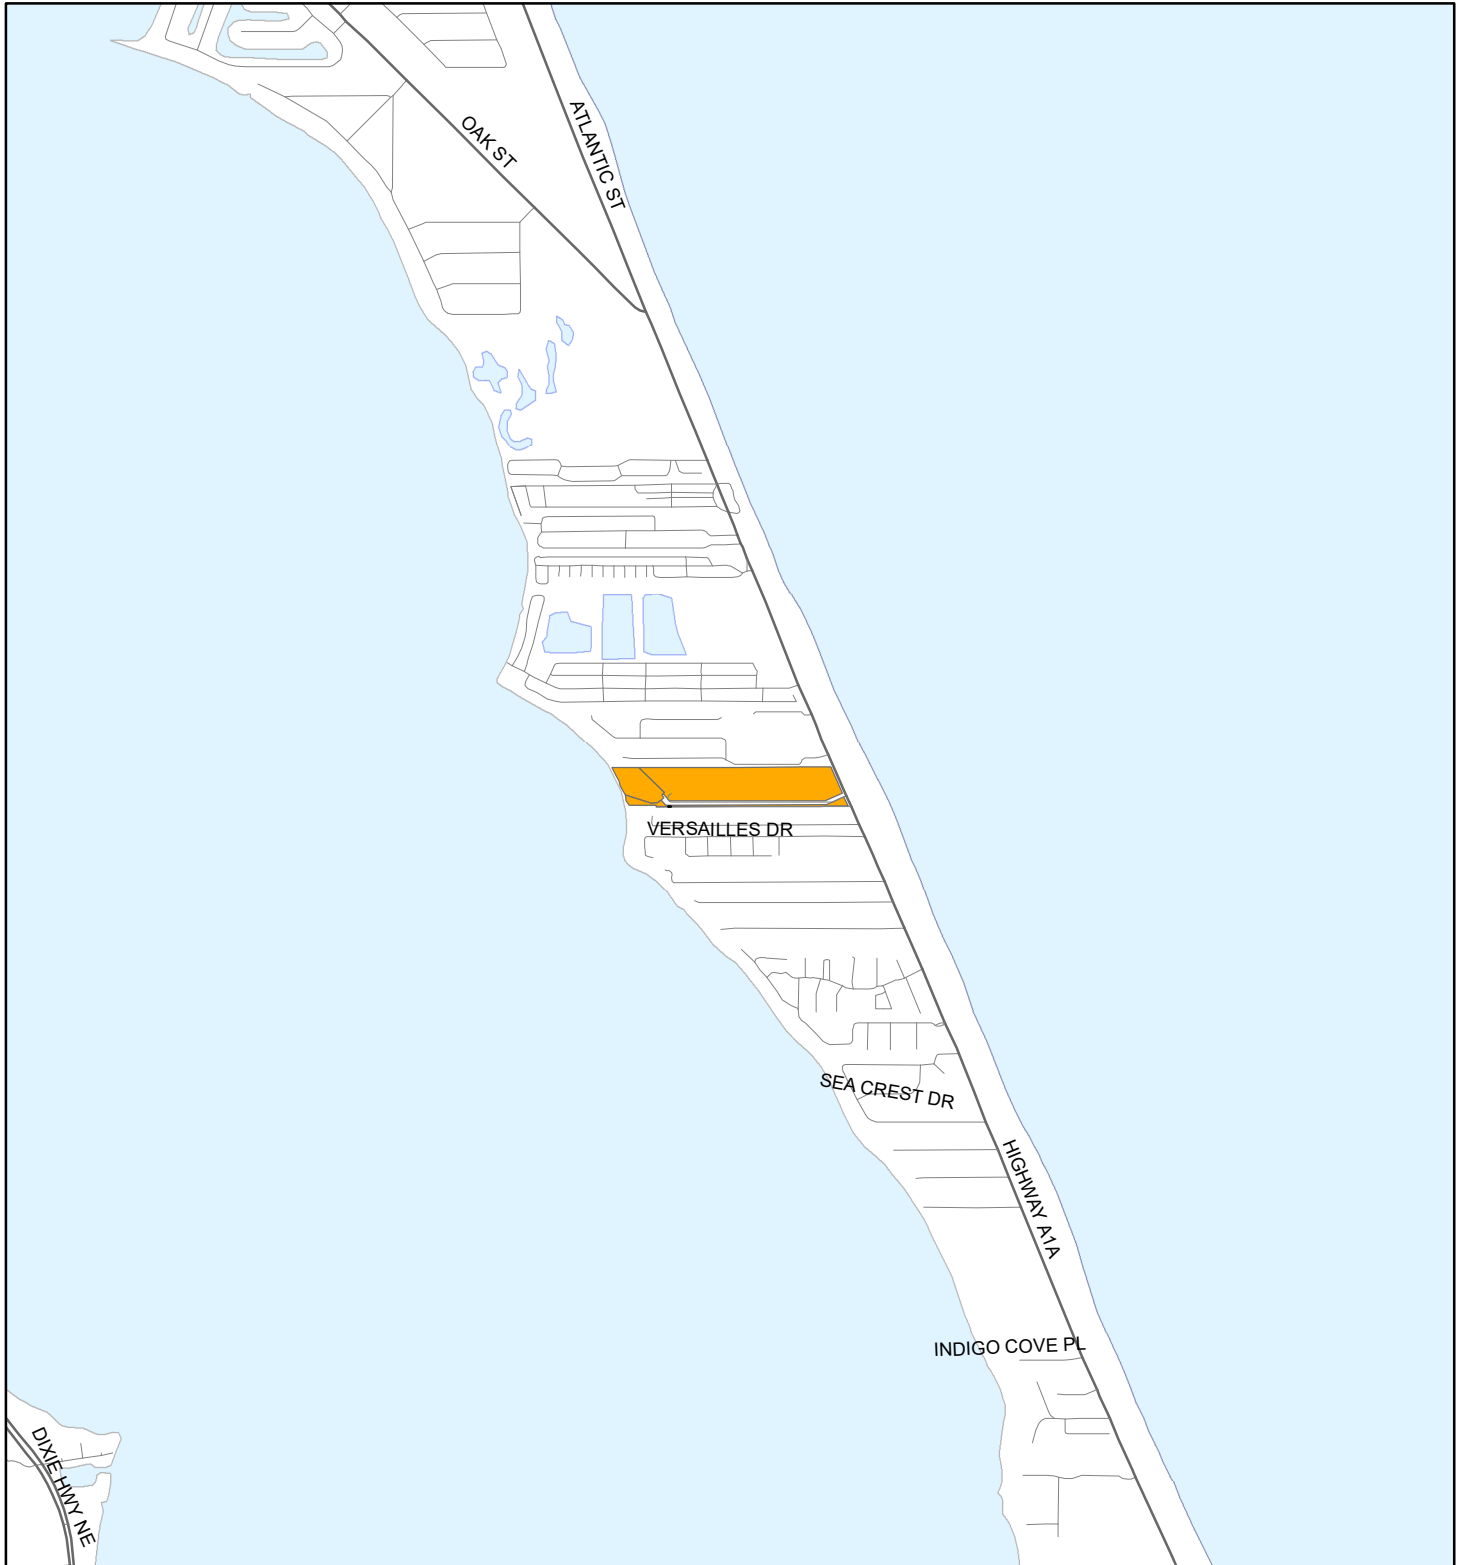 OAK ST
ATLANTIC ST
VERSAILLES DR
SEA CREST DR
HIGHWAY A1A
INDIGO COVE PL
DIXIE HWY NE